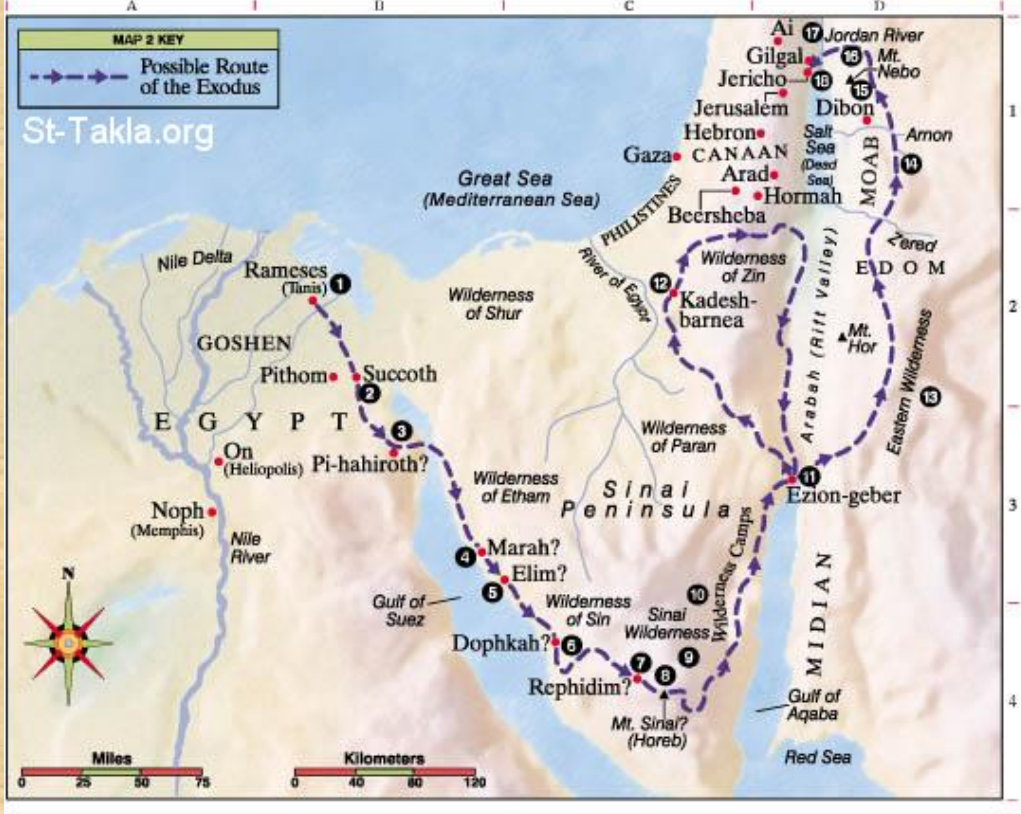 A
B
C
D
MAP 2 KEY
Possible Route
of the Exodus
St-Takla.org
Ai
17
Jordan River
Gilgal
16
Mt.
Nebo
Jericho
18
15
Jerusalem
Dibon
1
Hebron
Salt
Sea
(Dead
Sea)
Arnon
Gaza
CANAAN
MOAB
14
Arad
Great Sea
(Mediterranean Sea)
Hormah
Beersheba
PHILISTINES
Zered
EDOM
Nile Delta
Rameses
(Tanis)
1
River of Egypt
Wilderness
of Zin
12
Kadesh-
barnea
Wilderness
of Shur
2
GOSHEN
Mt.
Hor
Arabah (Rift Valley)
Eastern Wilderness
13
Pithom
Succoth
2
EGYPT
3
Wilderness
of Paran
On
(Heliopolis)
Pi-hahiroth?
Wilderness
of Etham
11
Ezion-geber
Sinai
Peninsula
3
Noph
(Memphis)
Nile
River
4
Marah?
Wilderness Camps
5
Elim?
10
N
Gulf of
Suez
Wilderness
of Sin
Sinai
Wilderness
MIDIAN
Dophkah?
6
7
8
9
Rephidim?
4
Mt. Sinai?
(Horeb)
Gulf of
Aqaba
Red Sea
Miles
0 25 50 75
Kilometers
0 40 80 120